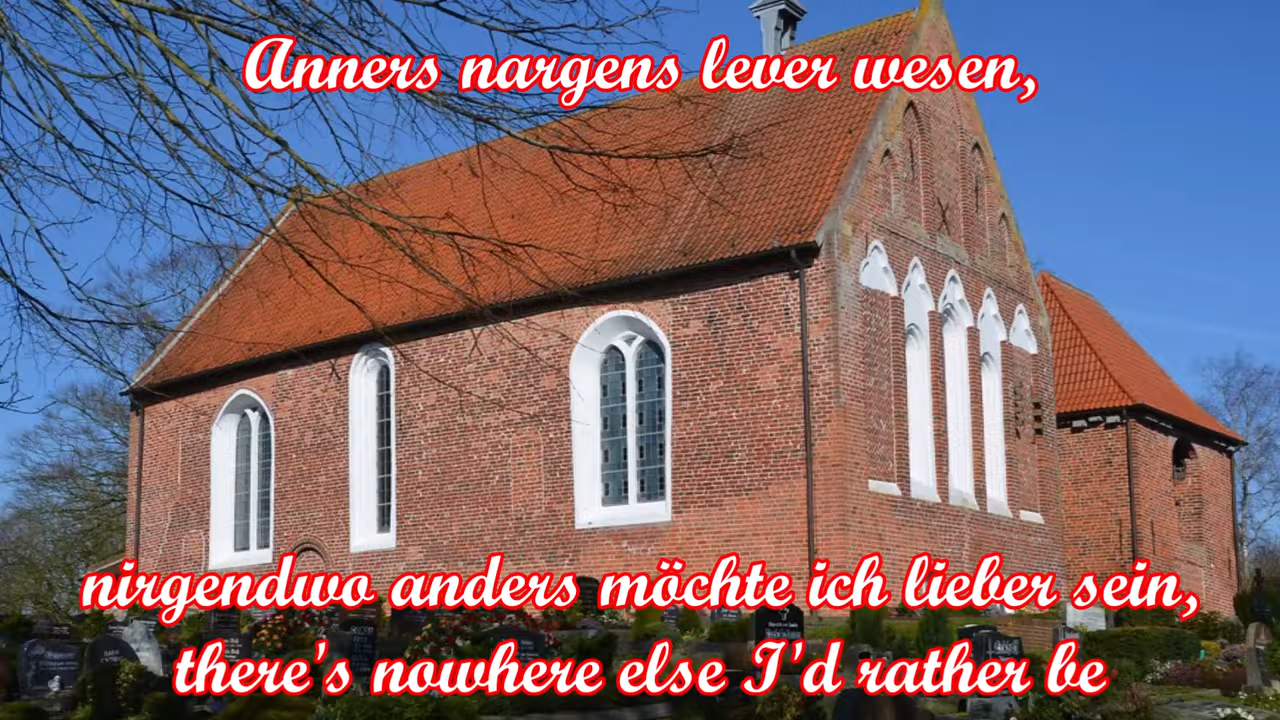 Anners nargens lever wesen,
nirgendwo anders möchte ich lieber sein,
there's nowhere else I'd rather be